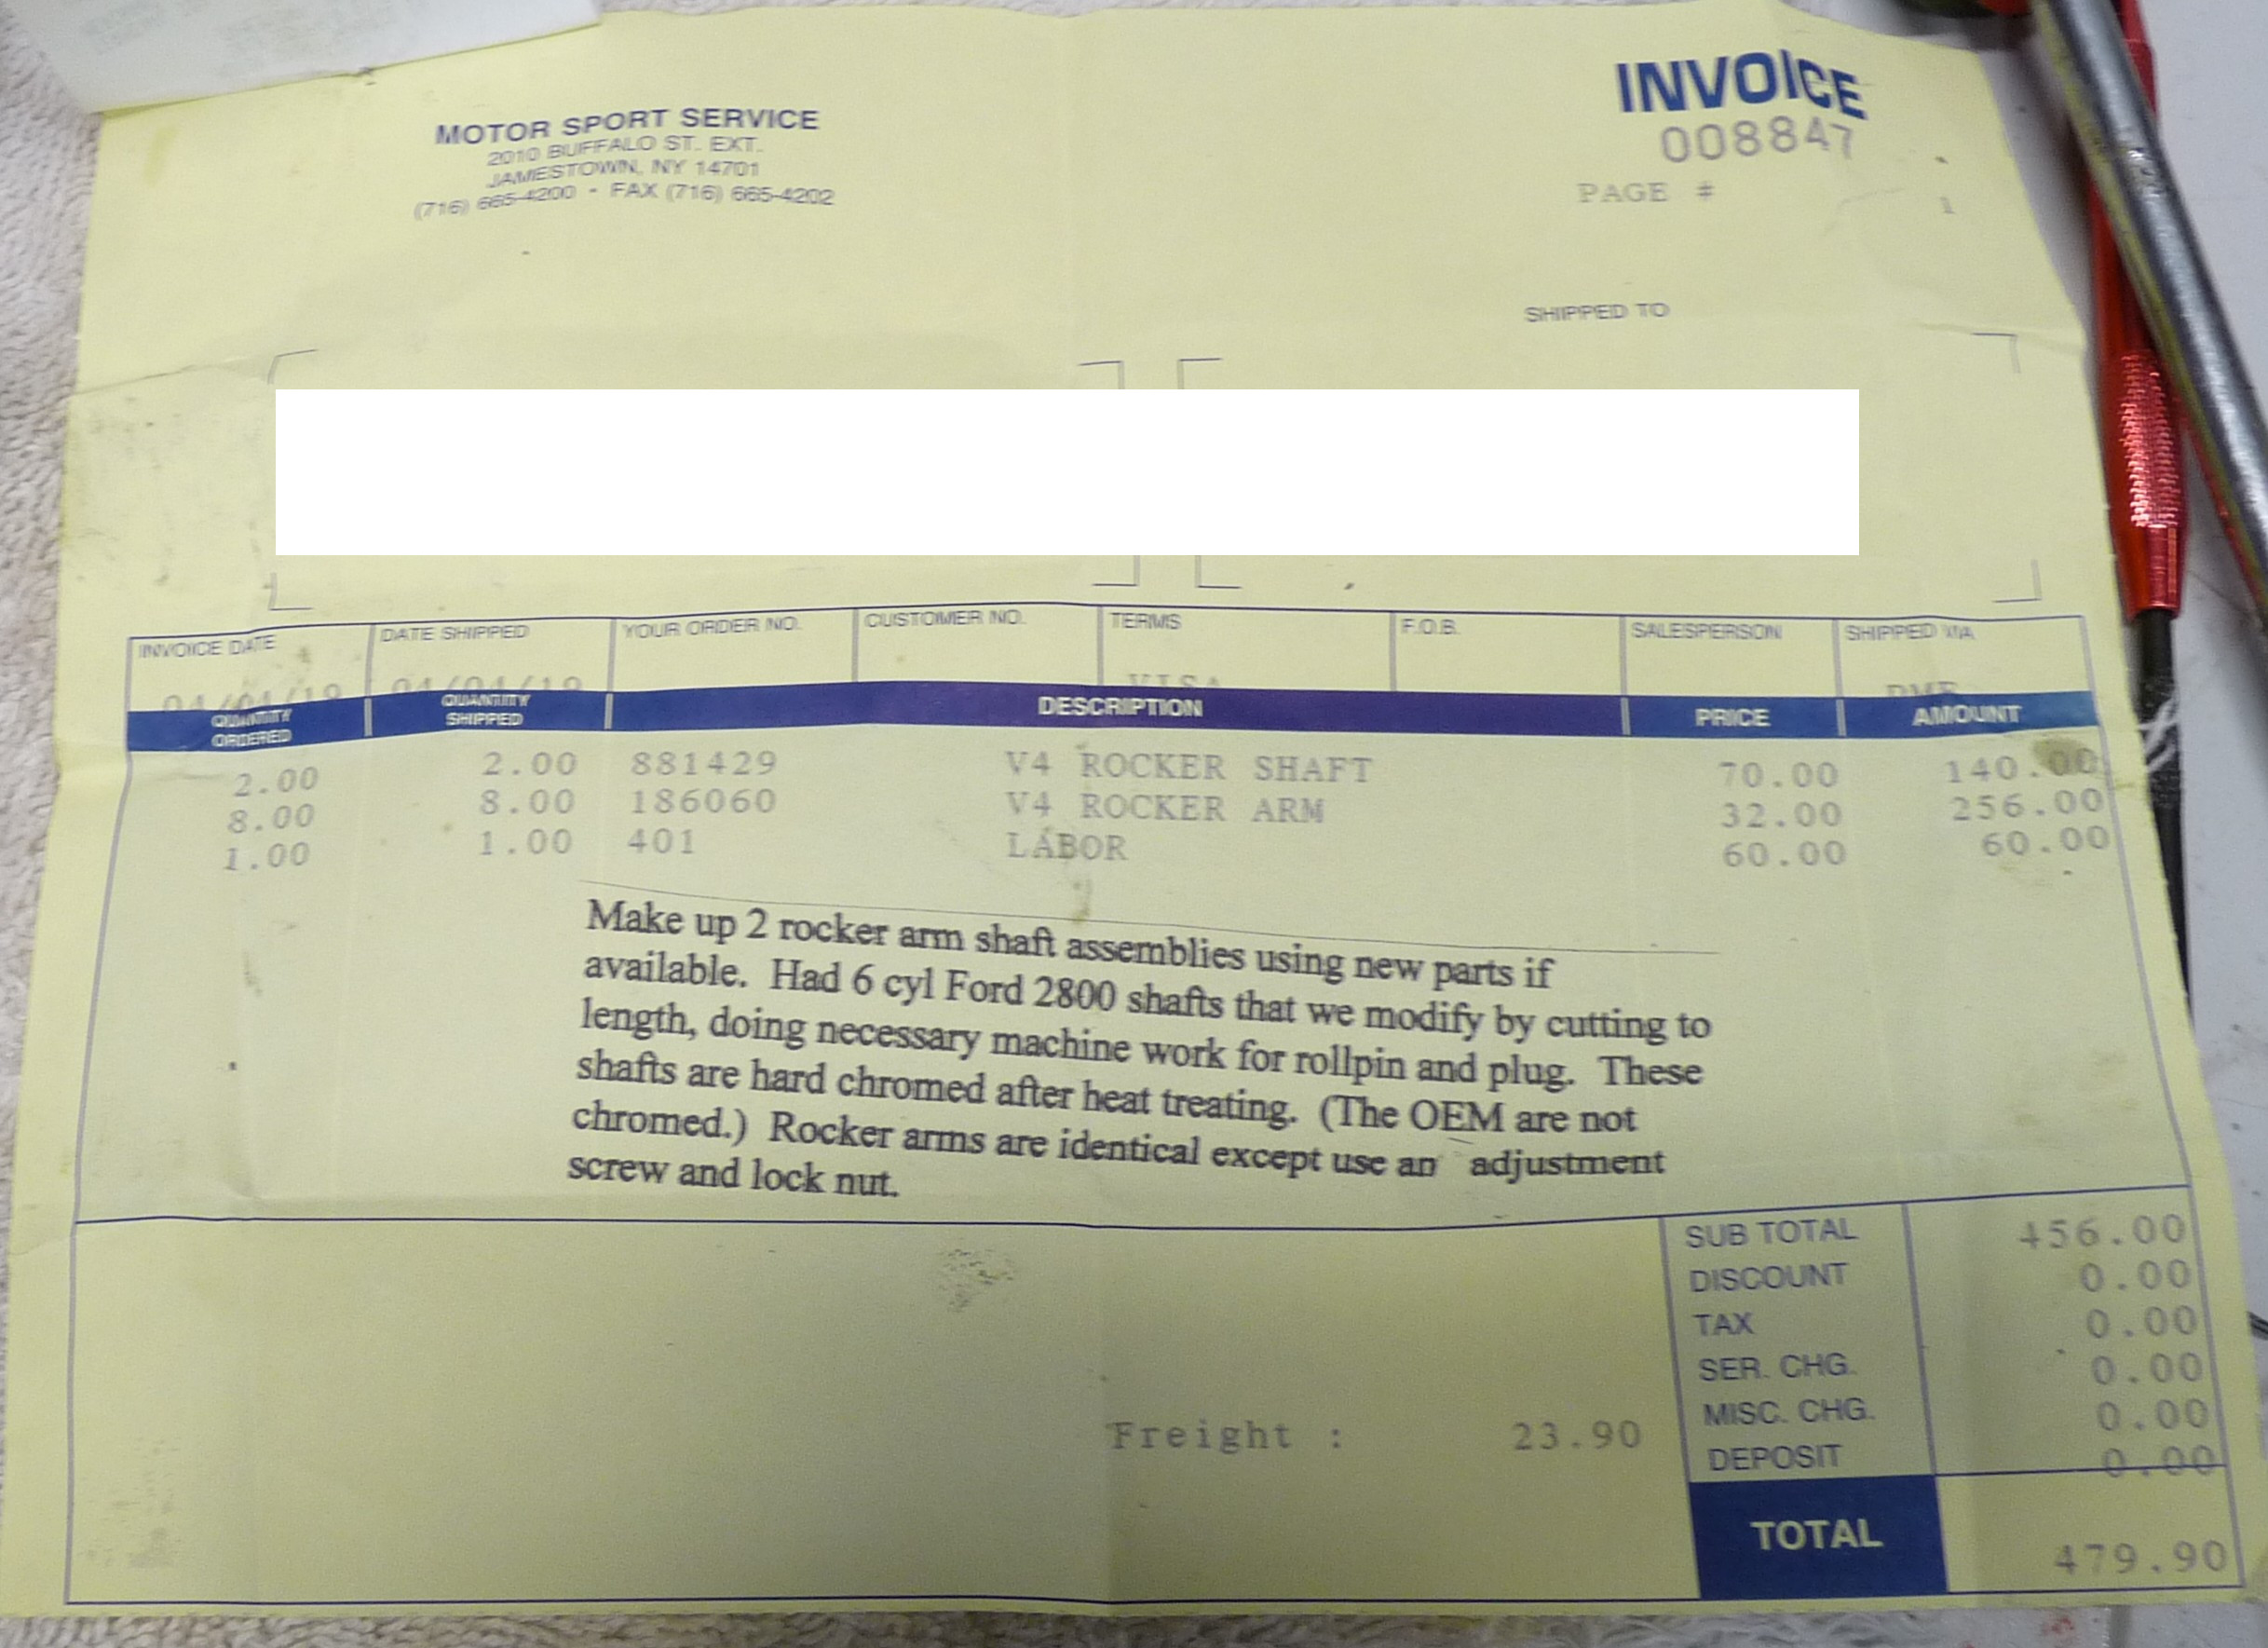 MOTOR SPORT SERVICE
2010 BUFFALO ST. EXT.
JAMESTOWN, NY 14701
(716) 665-4200 • FAX (716) 665-4202
INVOICE
008847
PAGE # 1
SHIPPED TO
INVOICE DATE DATE SHIPPED YOUR ORDER NO. CUSTOMER NO. TERMS F.O.B. SALESPERSON SHIPPED VIA
04/04/19 04/04/19 VISA
QUANTITY ORDERED QUANTITY SHIPPED DESCRIPTION PRICE AMOUNT
2.00 2.00 881429 V4 ROCKER SHAFT 70.00 140.00
8.00 8.00 186060 V4 ROCKER ARM 32.00 256.00
1.00 1.00 401 LABOR 60.00 60.00
Make up 2 rocker arm shaft assemblies using new parts if
available. Had 6 cyl Ford 2800 shafts that we modify by cutting to
length, doing necessary machine work for rollpin and plug. These
shafts are hard chromed after heat treating. (The OEM are not
chromed.) Rocker arms are identical except use an adjustment
screw and lock nut.
SUB TOTAL 456.00
DISCOUNT 0.00
TAX 0.00
SER. CHG. 0.00
Freight : 23.90
MISC. CHG. 0.00
DEPOSIT 0.00
TOTAL 479.90